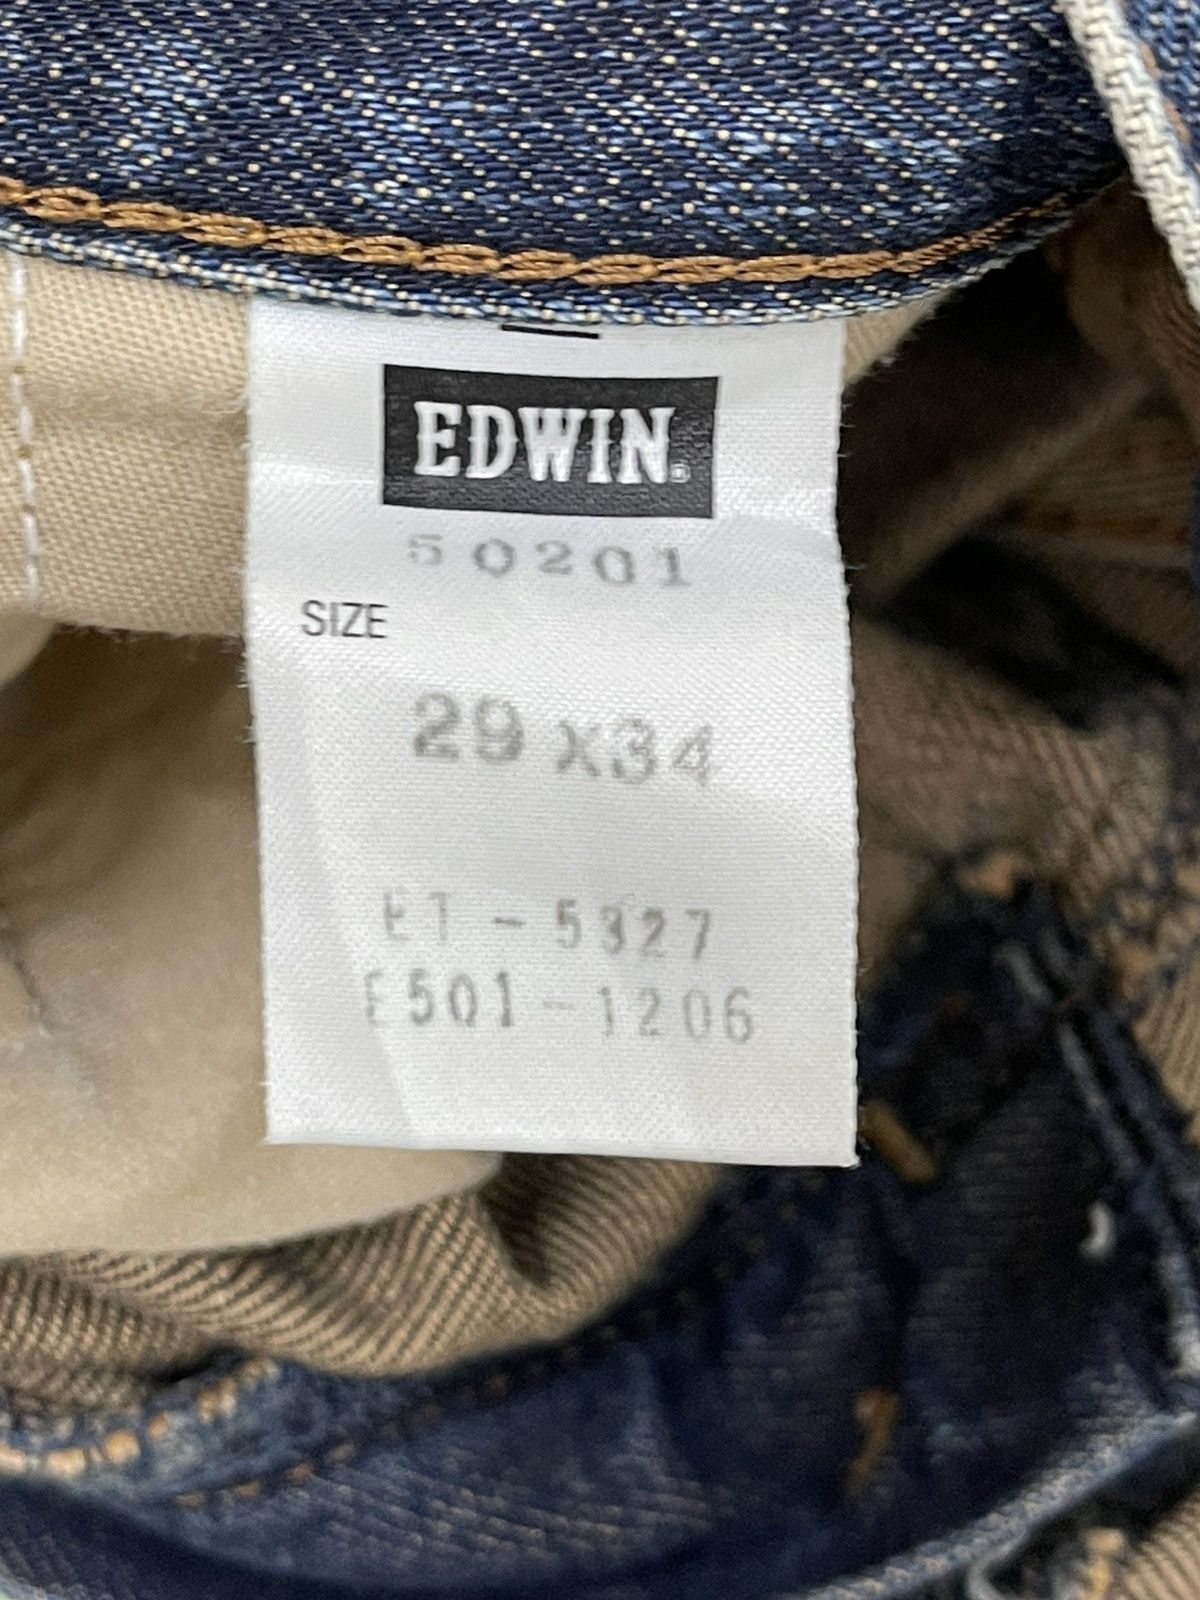 EDWIN
50201
SIZE
29 X34
ET-5327
E501-1206